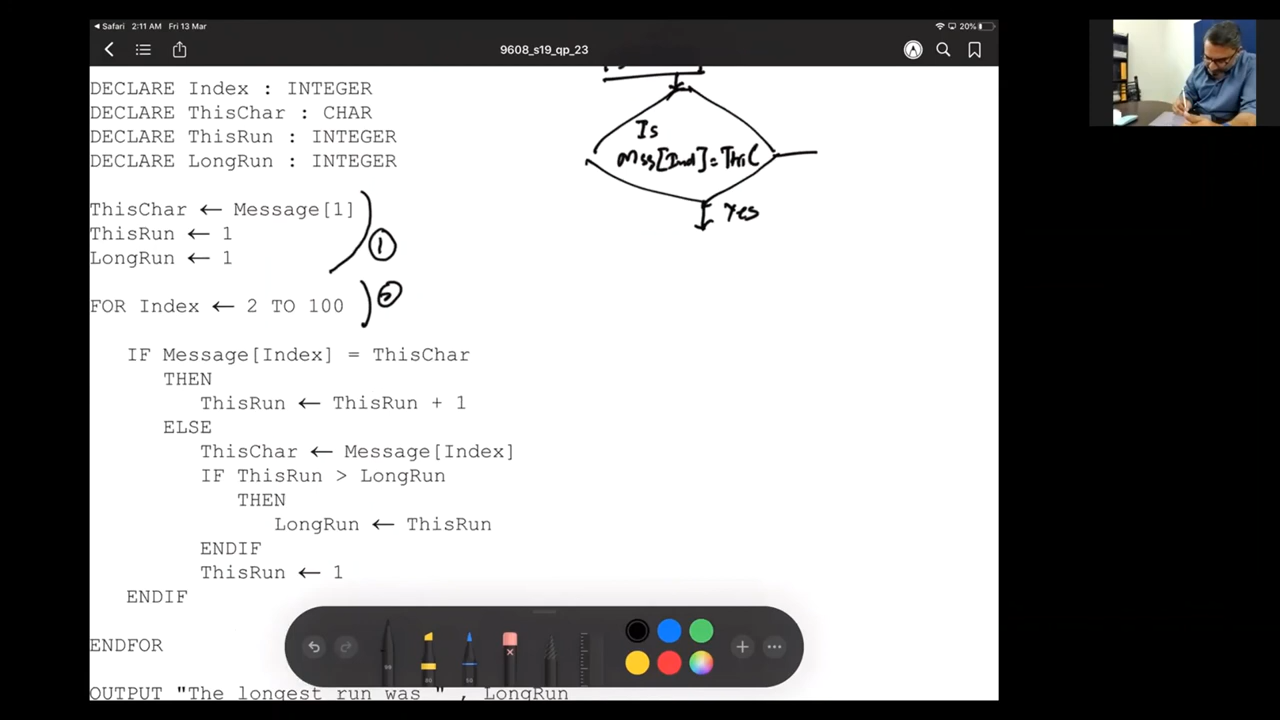 Safari 2:11 AM Fri 13 Mar
20%
9608_s19_qp_23
DECLARE Index : INTEGER
DECLARE ThisChar : CHAR
DECLARE ThisRun : INTEGER
DECLARE LongRun : INTEGER
Is
Mss[Ind]=ThisC
Yes
ThisChar ← Message[1]
ThisRun ← 1
LongRun ← 1
1
FOR Index ← 2 TO 100
IF Message[Index] = ThisChar
THEN
ThisRun ← ThisRun + 1
ELSE
ThisChar ← Message[Index]
IF ThisRun > LongRun
THEN
LongRun ← ThisRun
ENDIF
ThisRun ← 1
ENDIF
ENDFOR
OUTPUT "The longest run was " , LongRun